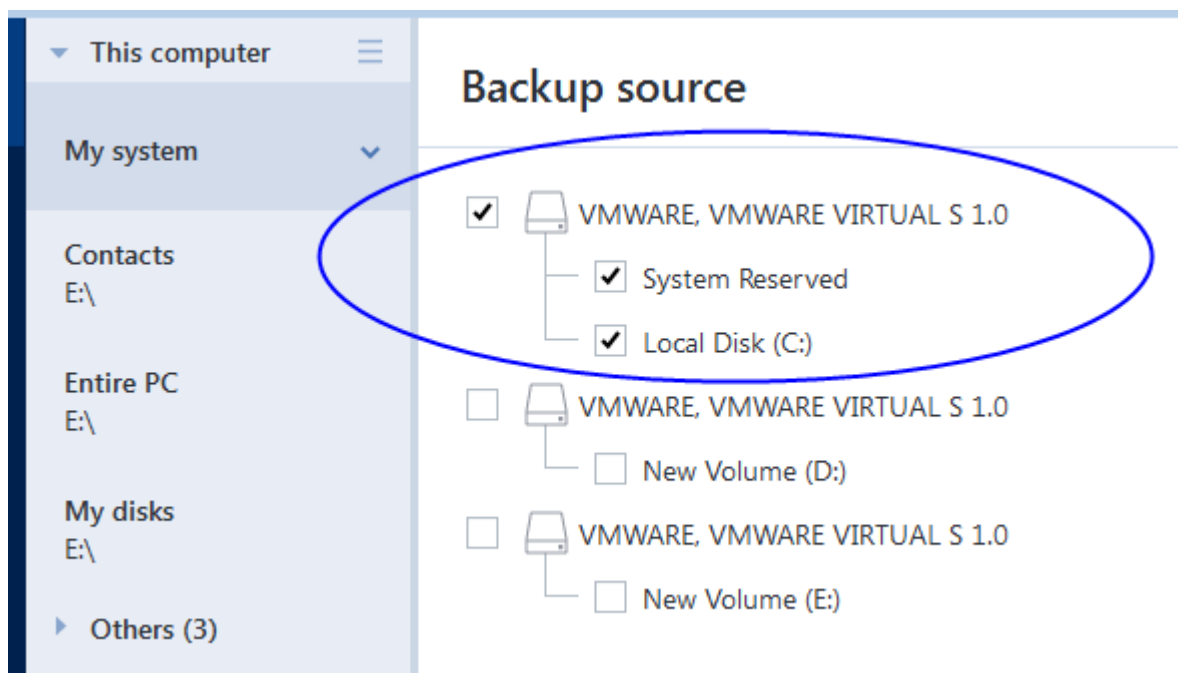 This computer
My system
Contacts
E:\
Entire PC
E:\
My disks
E:\
Others (3)
Backup source
VMWARE, VMWARE VIRTUAL S 1.0
System Reserved
Local Disk (C:)
VMWARE, VMWARE VIRTUAL S 1.0
New Volume (D:)
VMWARE, VMWARE VIRTUAL S 1.0
New Volume (E:)